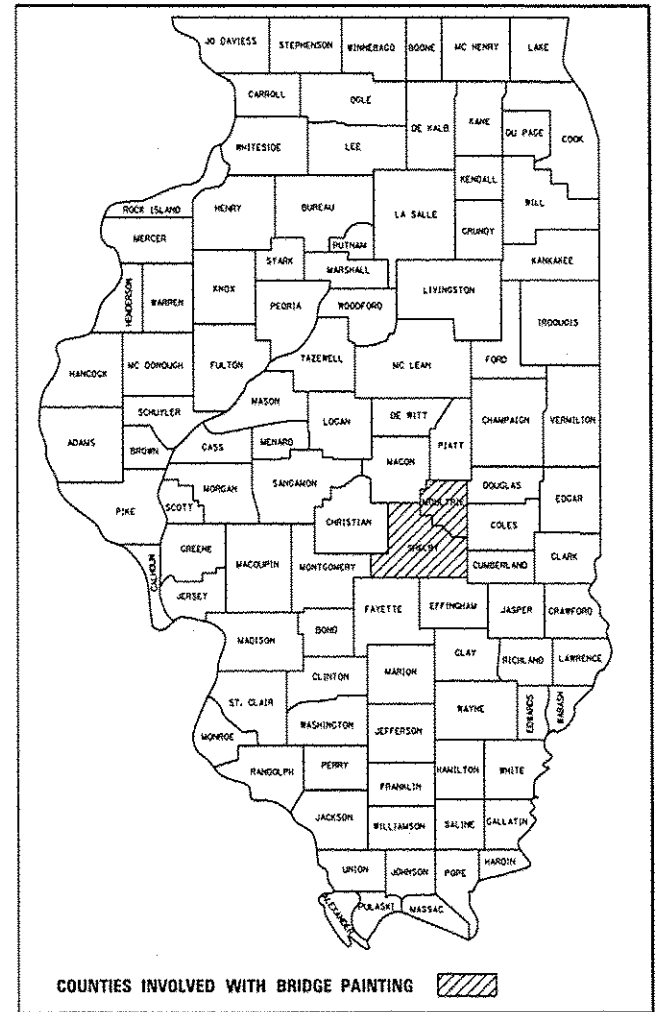 JO DAVIESS STEPHENSON WINNEBAGO BOONE MC HENRY LAKE
CARROLL OGLE DE KALB KANE DU PAGE COOK
WHITESIDE LEE KENDALL WILL
ROCK ISLAND HENRY BUREAU LA SALLE GRUNDY
MERCER PUTNAM KANKAKEE
STARK MARSHALL
HENDERSON WARREN KNOX PEORIA WOODFORD LIVINGSTON IROQUOIS
HANCOCK MC DONOUGH FULTON TAZEWELL MC LEAN FORD
SCHUYLER MASON LOGAN DE WITT CHAMPAIGN VERMILION
ADAMS BROWN CASS MENARD MACON PIATT
PIKE SCOTT MORGAN SANGAMON CHRISTIAN MOULTRIE DOUGLAS EDGAR
COLES
CALHOUN GREENE MACOUPIN MONTGOMERY SHELBY CUMBERLAND CLARK
JERSEY FAYETTE EFFINGHAM JASPER CRAWFORD
MADISON BOND CLAY RICHLAND LAWRENCE
CLINTON MARION
ST. CLAIR WAYNE EDWARDS WABASH
MONROE WASHINGTON JEFFERSON
RANDOLPH PERRY HAMILTON WHITE
FRANKLIN
JACKSON WILLIAMSON SALINE GALLATIN
UNION JOHNSON POPE HARDIN
ALEXANDER PULASKI MASSAC
COUNTIES INVOLVED WITH BRIDGE PAINTING